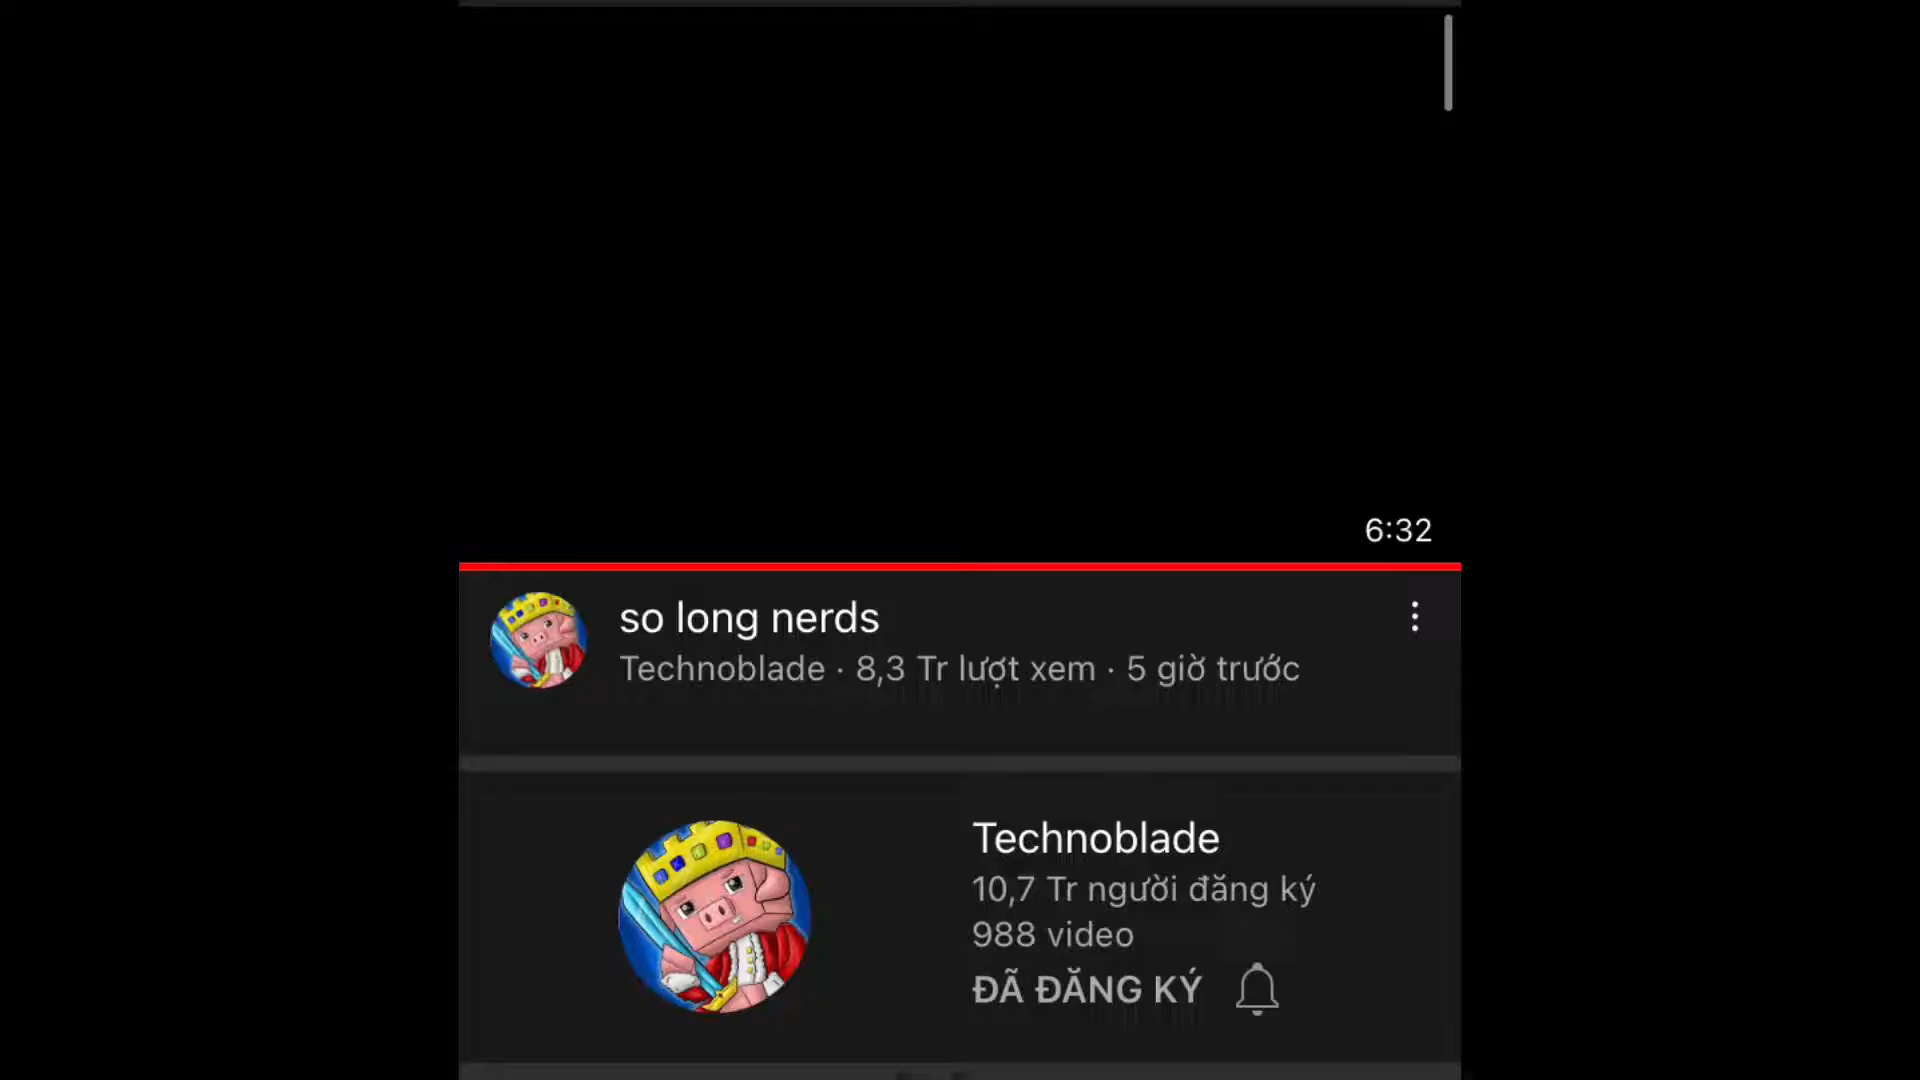 6:32
so long nerds
Technoblade · 8,3 Tr lượt xem · 5 giờ trước
Technoblade
10,7 Tr người đăng ký
988 video
ĐÃ ĐĂNG KÝ